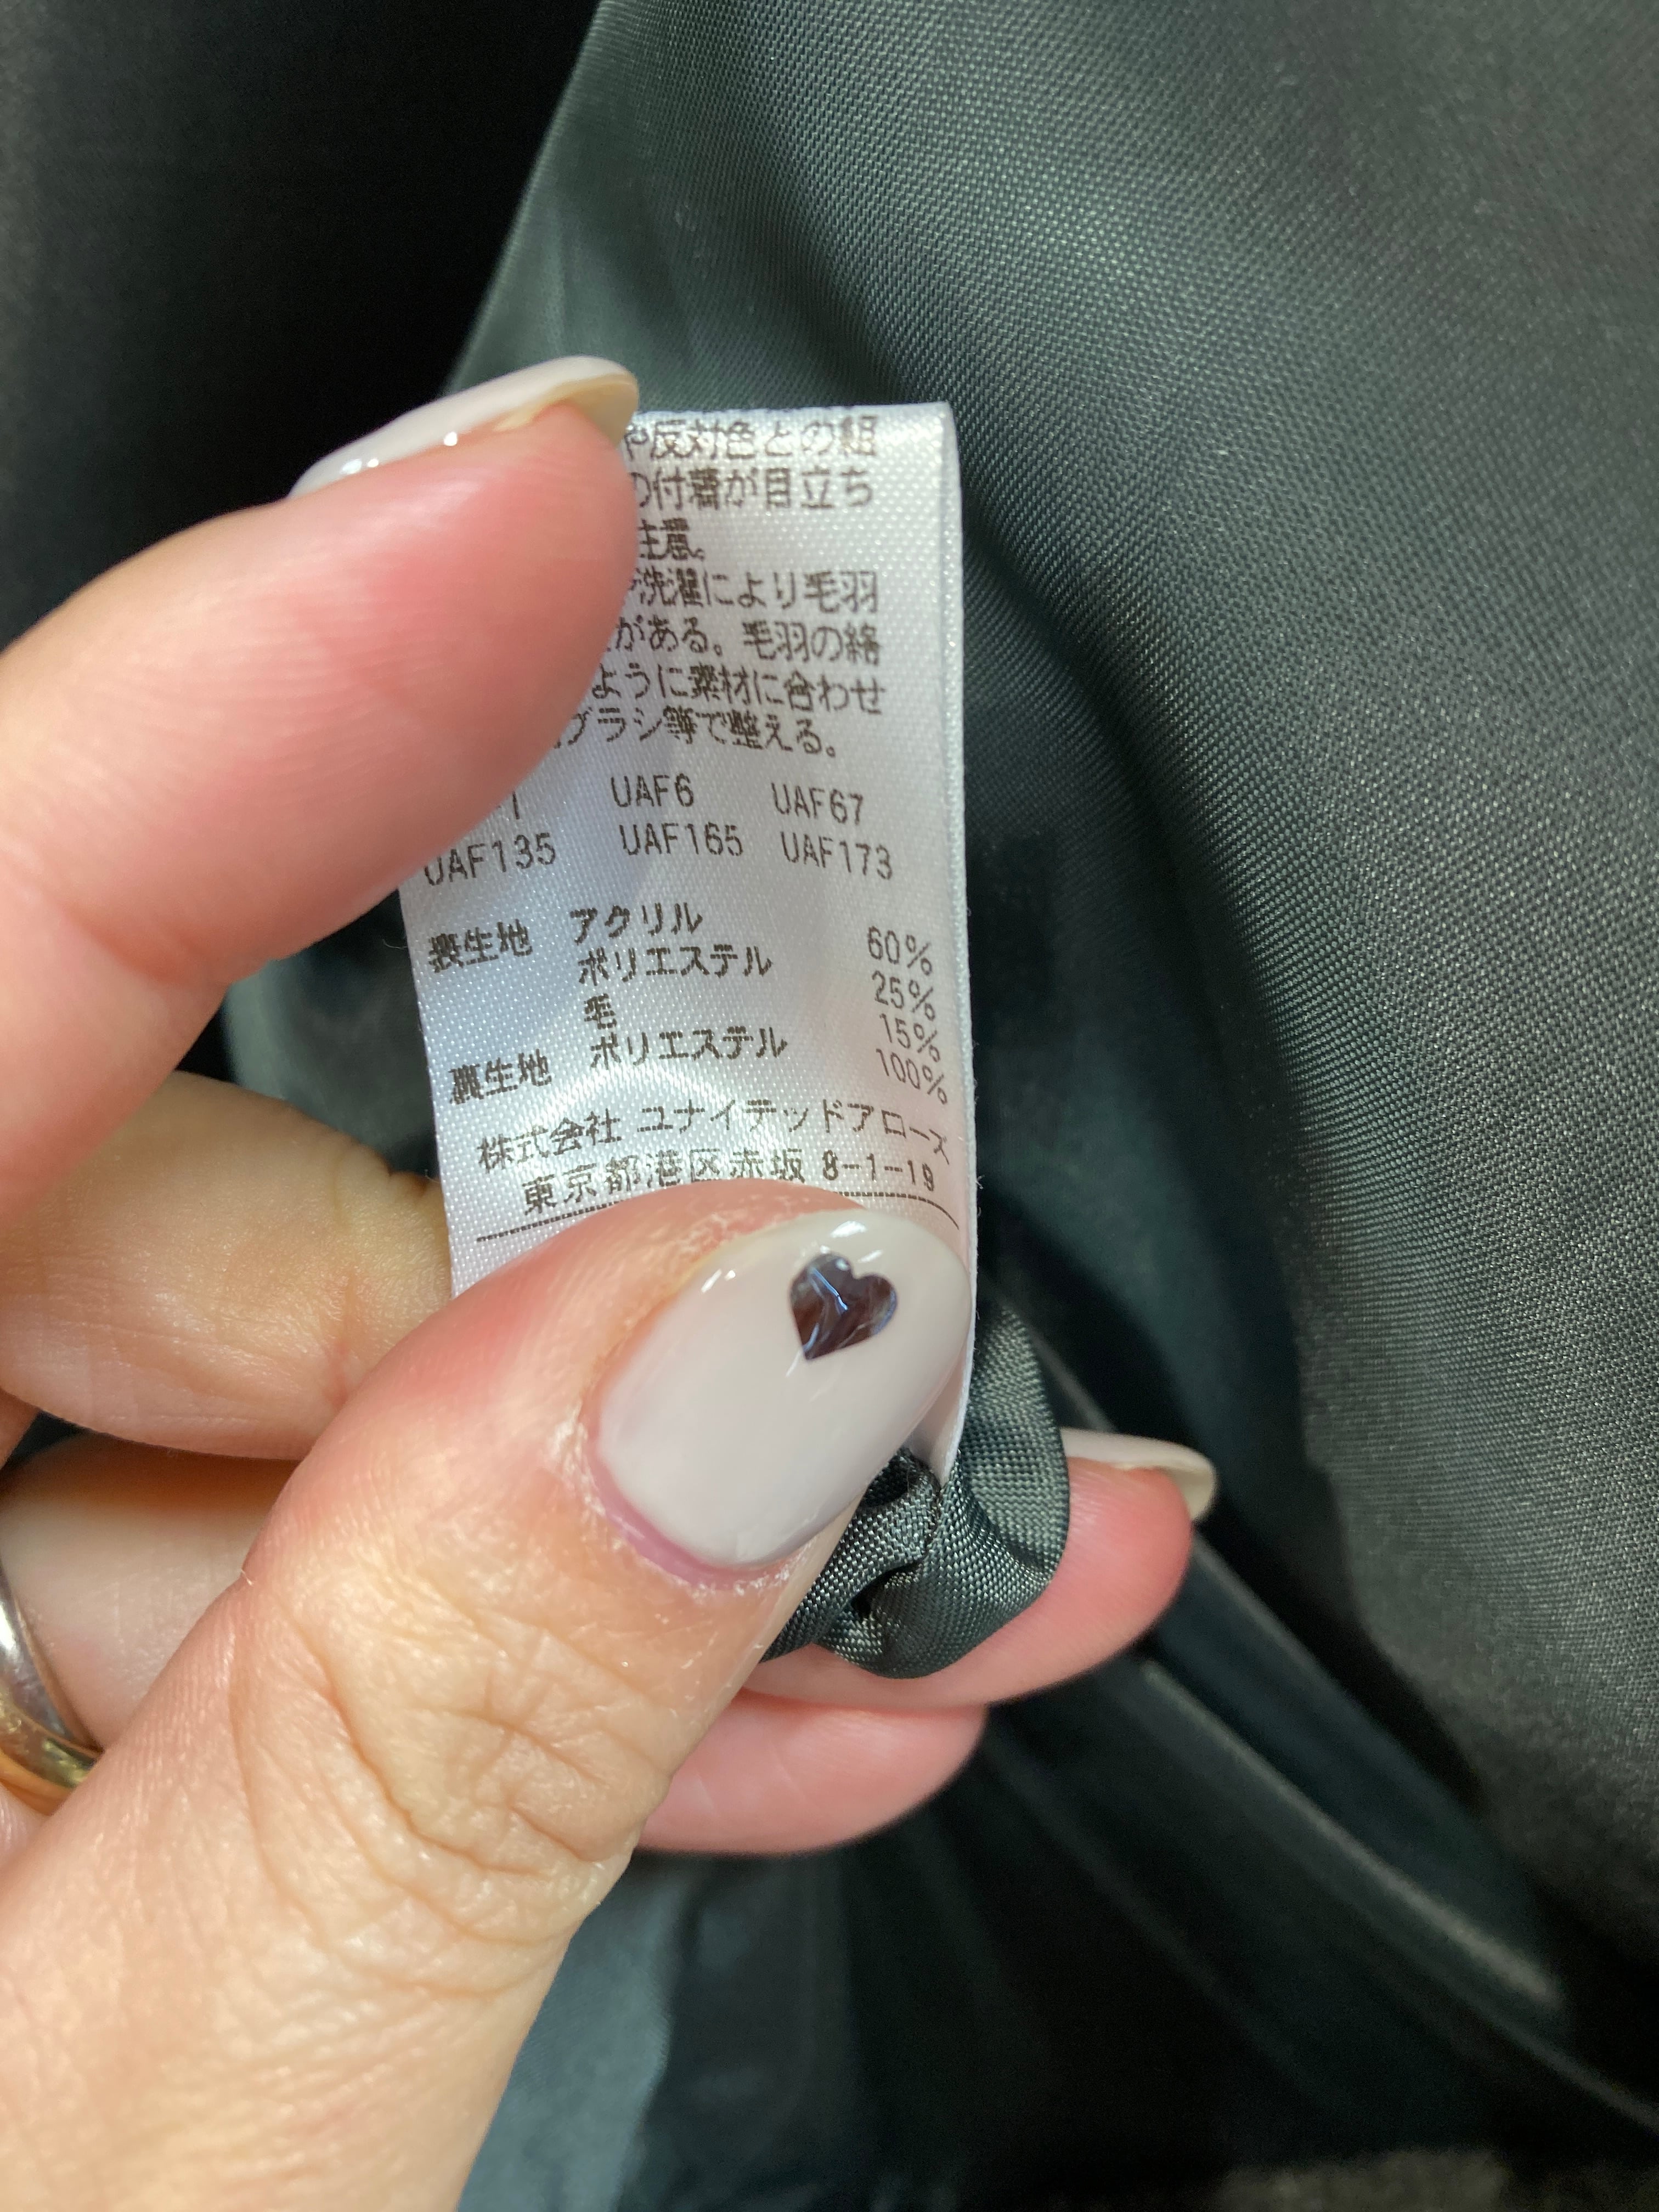 や反対色との組
の付着が目立ち
注意。
洗濯により毛羽
がある。毛羽の絡
ように素材に合わせ
ブラシ等で整える。
1 UAF6 UAF67
UAF135 UAF165 UAF173
表生地 アクリル 60%
ポリエステル 25%
毛 15%
裏生地 ポリエステル 100%
株式会社 ユナイテッドアローズ
東京都港区赤坂 8-1-19